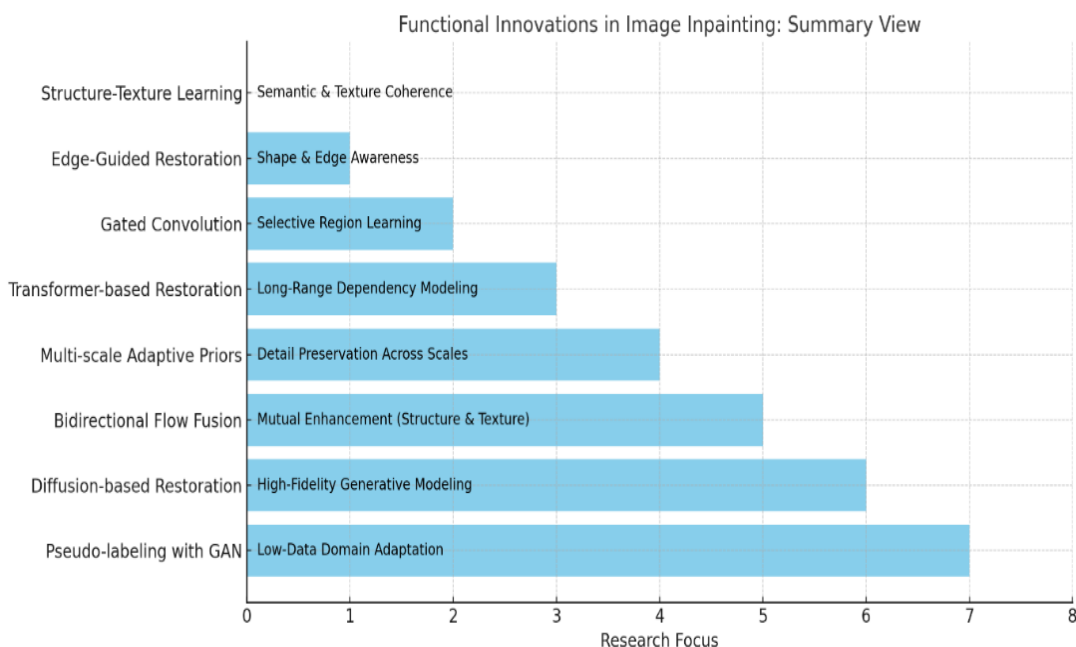 Functional Innovations in Image Inpainting: Summary View
Structure-Texture Learning
Semantic & Texture Coherence
Edge-Guided Restoration
Shape & Edge Awareness
Gated Convolution
Selective Region Learning
Transformer-based Restoration
Long-Range Dependency Modeling
Multi-scale Adaptive Priors
Detail Preservation Across Scales
Bidirectional Flow Fusion
Mutual Enhancement (Structure & Texture)
Diffusion-based Restoration
High-Fidelity Generative Modeling
Pseudo-labeling with GAN
Low-Data Domain Adaptation
0 1 2 3 4 5 6 7 8
Research Focus